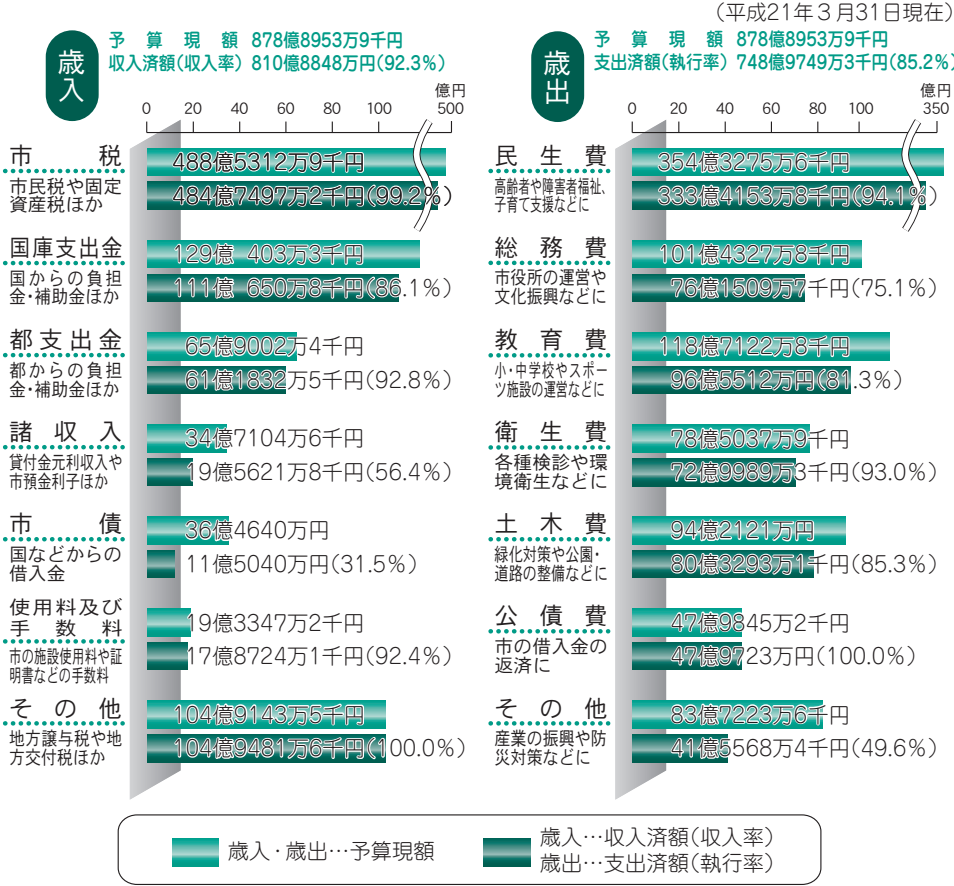 (平成21年3月31日現在)
歳入
予算現額 878億8953万9千円
収入済額(収入率) 810億8848万円(92.3%)
億円
0 20 40 60 80 100 500
市税
市民税や固定
資産税ほか
488億5312万9千円
484億7497万2千円(99.2%)
国庫支出金
国からの負担
金・補助金ほか
129億 403万3千円
111億 650万8千円(86.1%)
都支出金
都からの負担
金・補助金ほか
65億9002万4千円
61億1832万5千円(92.8%)
諸収入
貸付金元利収入や
市預金利子ほか
34億7104万6千円
19億5621万8千円(56.4%)
市債
国などからの
借入金
36億4640万円
11億5040万円(31.5%)
使用料及び
手数料
市の施設使用料や証
明書などの手数料
19億3347万2千円
17億8724万1千円(92.4%)
その他
地方譲与税や地
方交付税ほか
104億9143万5千円
104億9481万6千円(100.0%)
歳出
予算現額 878億8953万9千円
支出済額(執行率) 748億9749万3千円(85.2%)
億円
0 20 40 60 80 100 350
民生費
高齢者や障害者福祉、
子育て支援などに
354億3275万6千円
333億4153万8千円(94.1%)
総務費
市役所の運営や
文化振興などに
101億4327万8千円
76億1509万7千円(75.1%)
教育費
小・中学校やスポー
ツ施設の運営などに
118億7122万8千円
96億5512万円(81.3%)
衛生費
各種検診や環
境衛生などに
78億5037万9千円
72億9989万3千円(93.0%)
土木費
緑化対策や公園・
道路の整備などに
94億2121万円
80億3293万1千円(85.3%)
公債費
市の借入金の
返済に
47億9845万2千円
47億9723万円(100.0%)
その他
産業の振興や防
災対策などに
83億7223万6千円
41億5568万4千円(49.6%)
歳入・歳出…予算現額
歳入…収入済額(収入率)
歳出…支出済額(執行率)